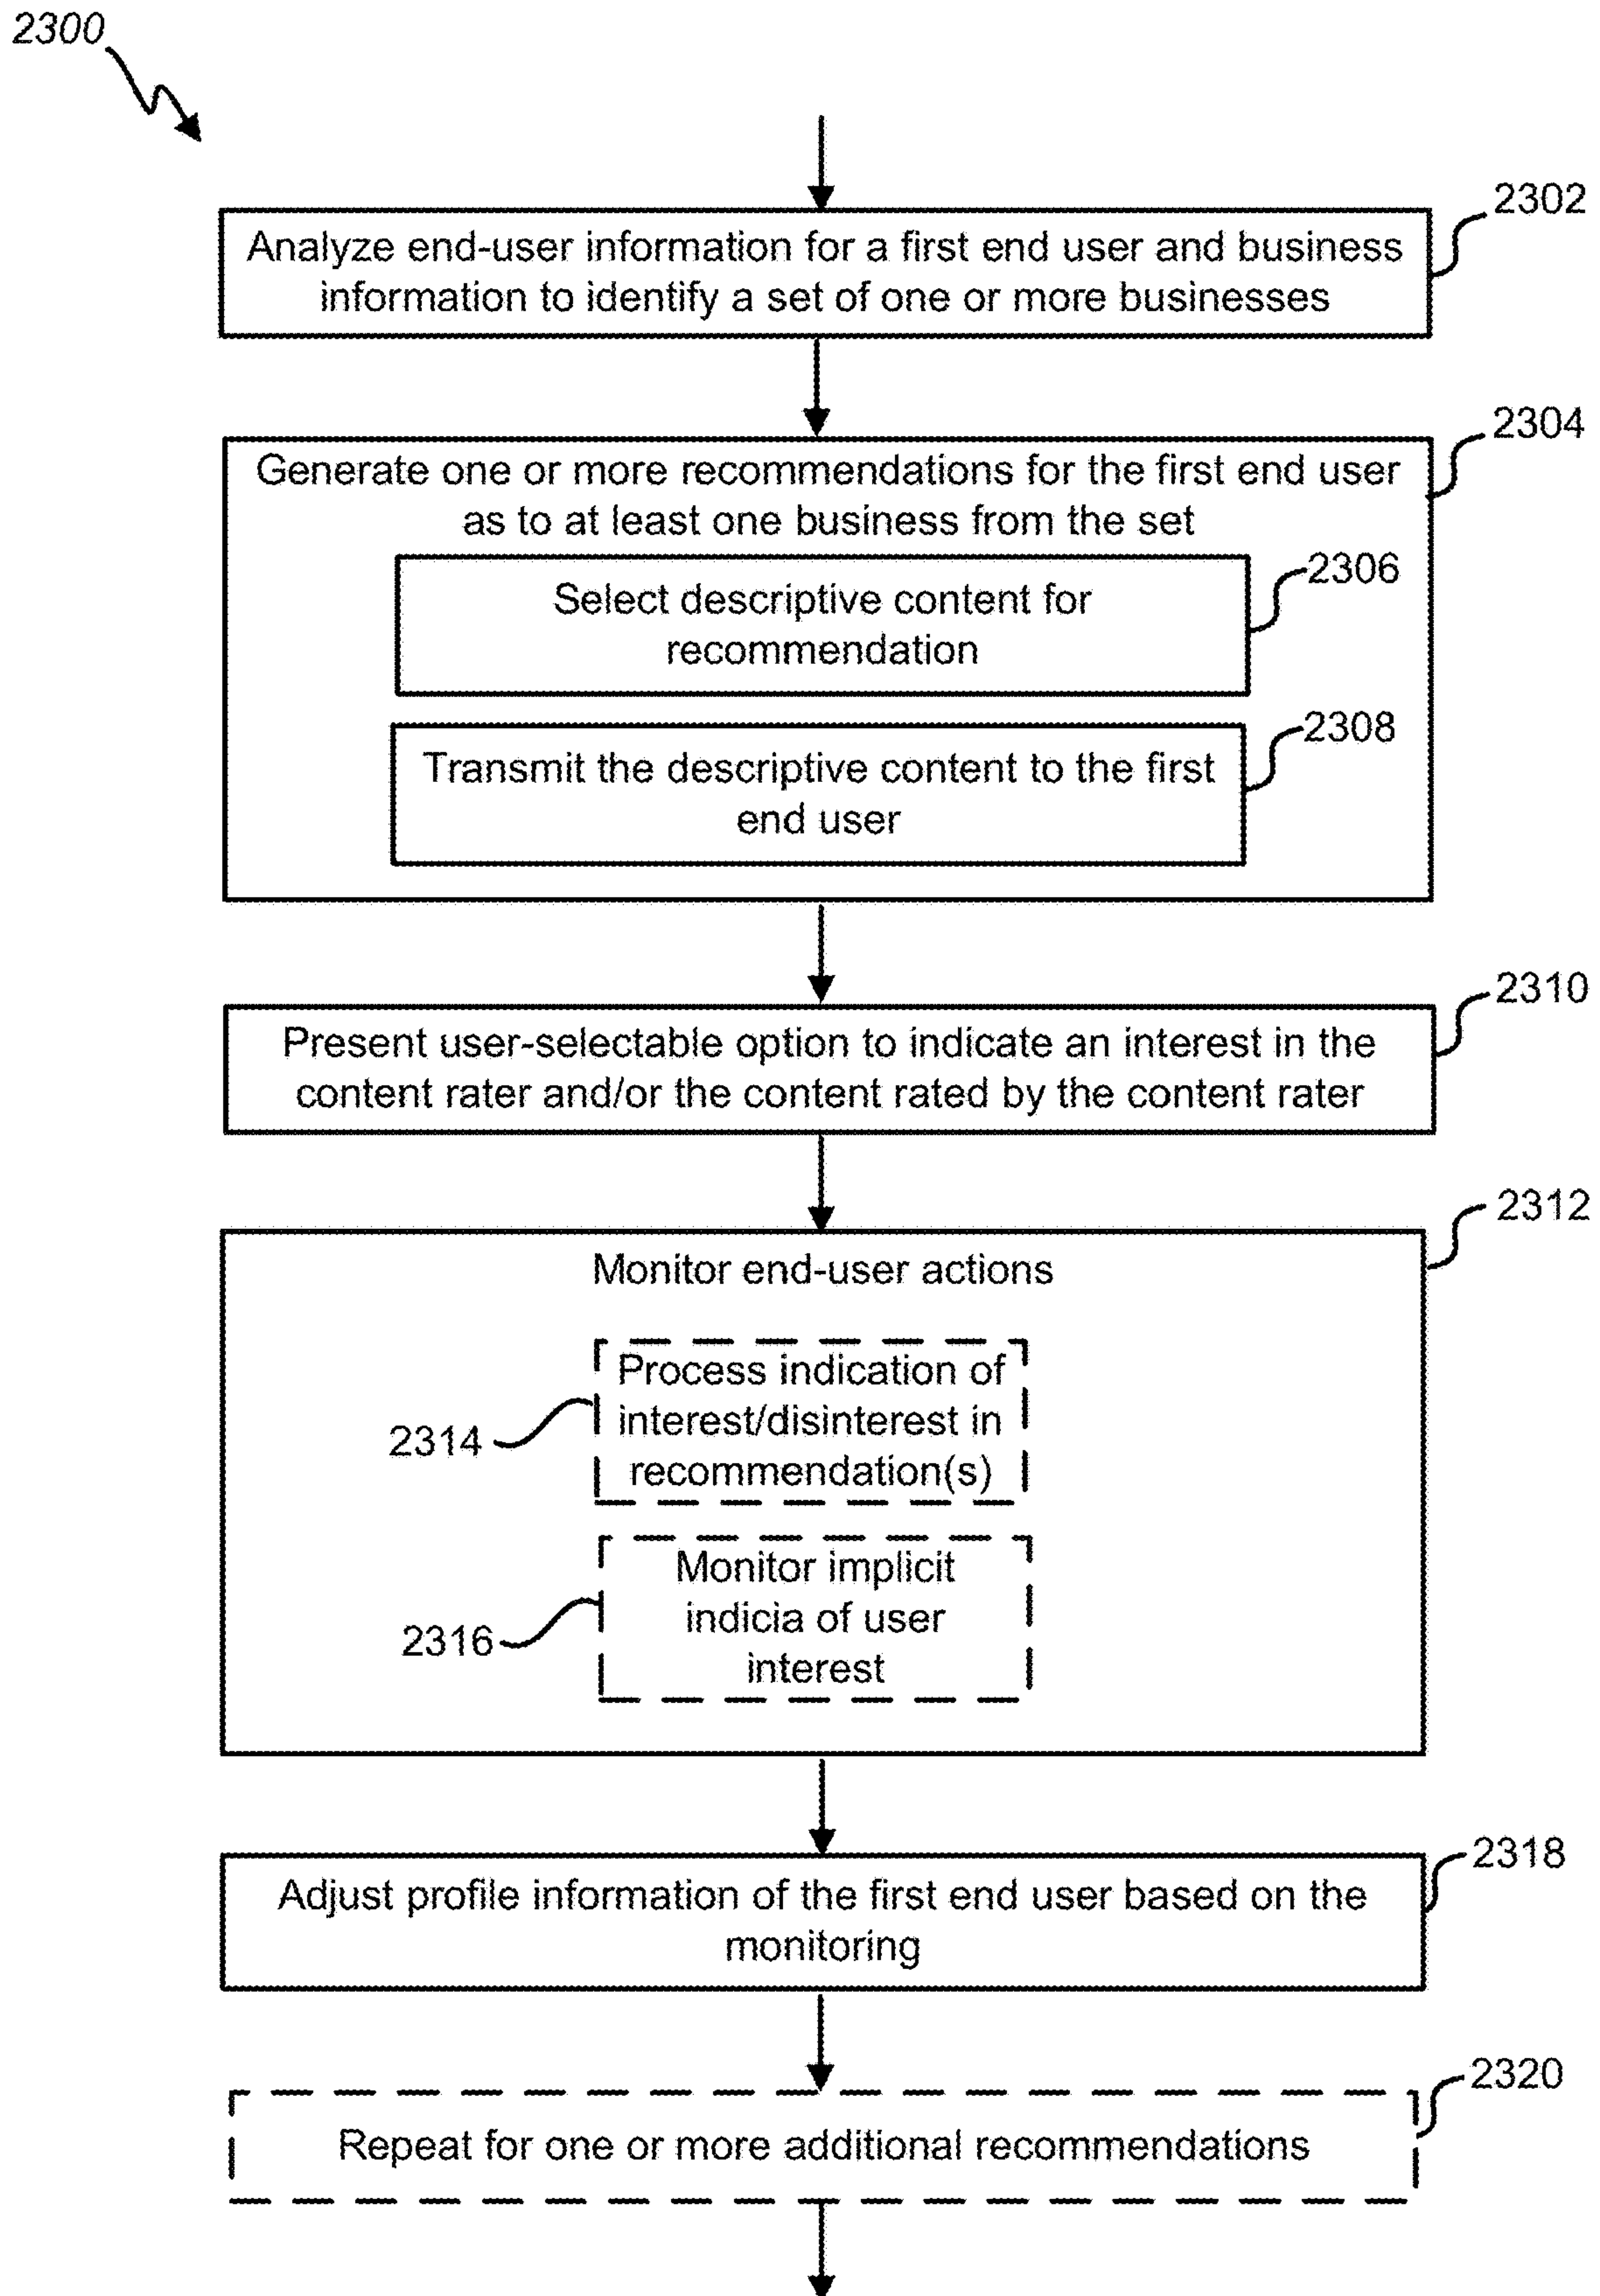 2300
2302
Analyze end-user information for a first end user and business
information to identify a set of one or more businesses
2304
Generate one or more recommendations for the first end user
as to at least one business from the set
2306
Select descriptive content for
recommendation
2308
Transmit the descriptive content to the first
end user
2310
Present user-selectable option to indicate an interest in the
content rater and/or the content rated by the content rater
2312
Monitor end-user actions
Process indication of
interest/disinterest in
recommendation(s)
2314
Monitor implicit
indicia of user
interest
2316
2318
Adjust profile information of the first end user based on the
monitoring
2320
Repeat for one or more additional recommendations